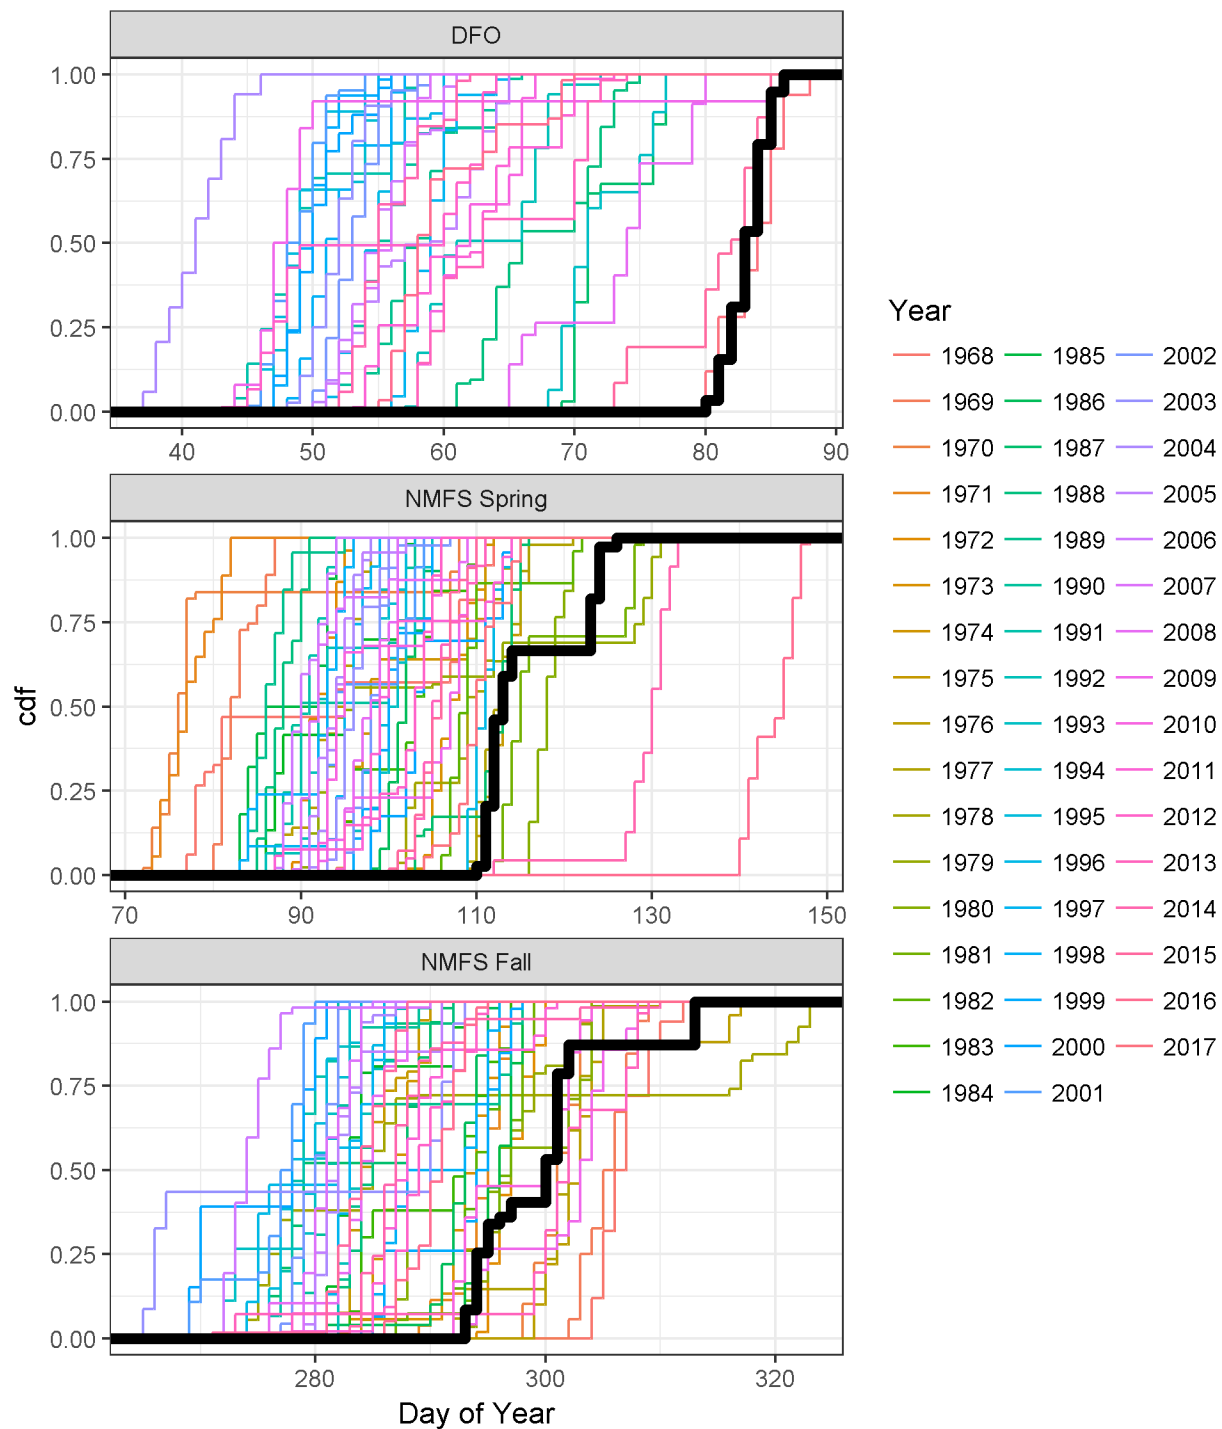 DFO
1.00
0.75
0.50
0.25
0.00
40 50 60 70 80 90
NMFS Spring
1.00
0.75
0.50
0.25
0.00
70 90 110 130 150
NMFS Fall
1.00
0.75
0.50
0.25
0.00
280 300 320
Day of Year
cdf
Year
1968 1985 2002
1969 1986 2003
1970 1987 2004
1971 1988 2005
1972 1989 2006
1973 1990 2007
1974 1991 2008
1975 1992 2009
1976 1993 2010
1977 1994 2011
1978 1995 2012
1979 1996 2013
1980 1997 2014
1981 1998 2015
1982 1999 2016
1983 2000 2017
1984 2001